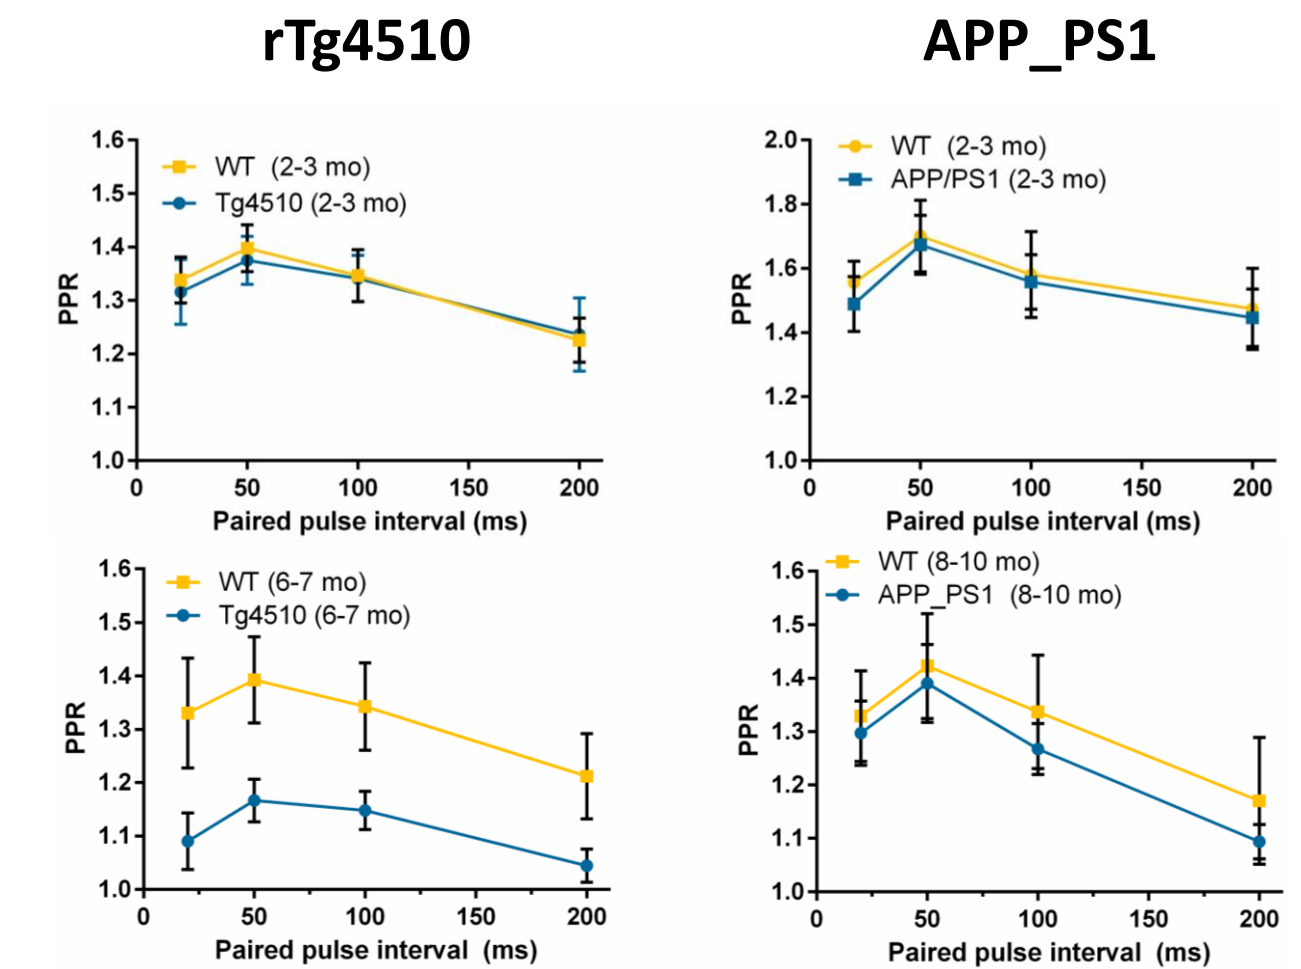 rTg4510
APP_PS1
1.6
1.5
1.4
1.3
1.2
1.1
1.0
PPR
WT (2-3 mo)
Tg4510 (2-3 mo)
0
50
100
150
200
Paired pulse interval (ms)
2.0
1.8
1.6
1.4
1.2
1.0
PPR
WT (2-3 mo)
APP/PS1 (2-3 mo)
0
50
100
150
200
Paired pulse interval (ms)
1.6
1.5
1.4
1.3
1.2
1.1
1.0
PPR
WT (6-7 mo)
Tg4510 (6-7 mo)
0
50
100
150
200
Paired pulse interval (ms)
1.6
1.5
1.4
1.3
1.2
1.1
1.0
PPR
WT (8-10 mo)
APP_PS1 (8-10 mo)
0
50
100
150
200
Paired pulse interval (ms)